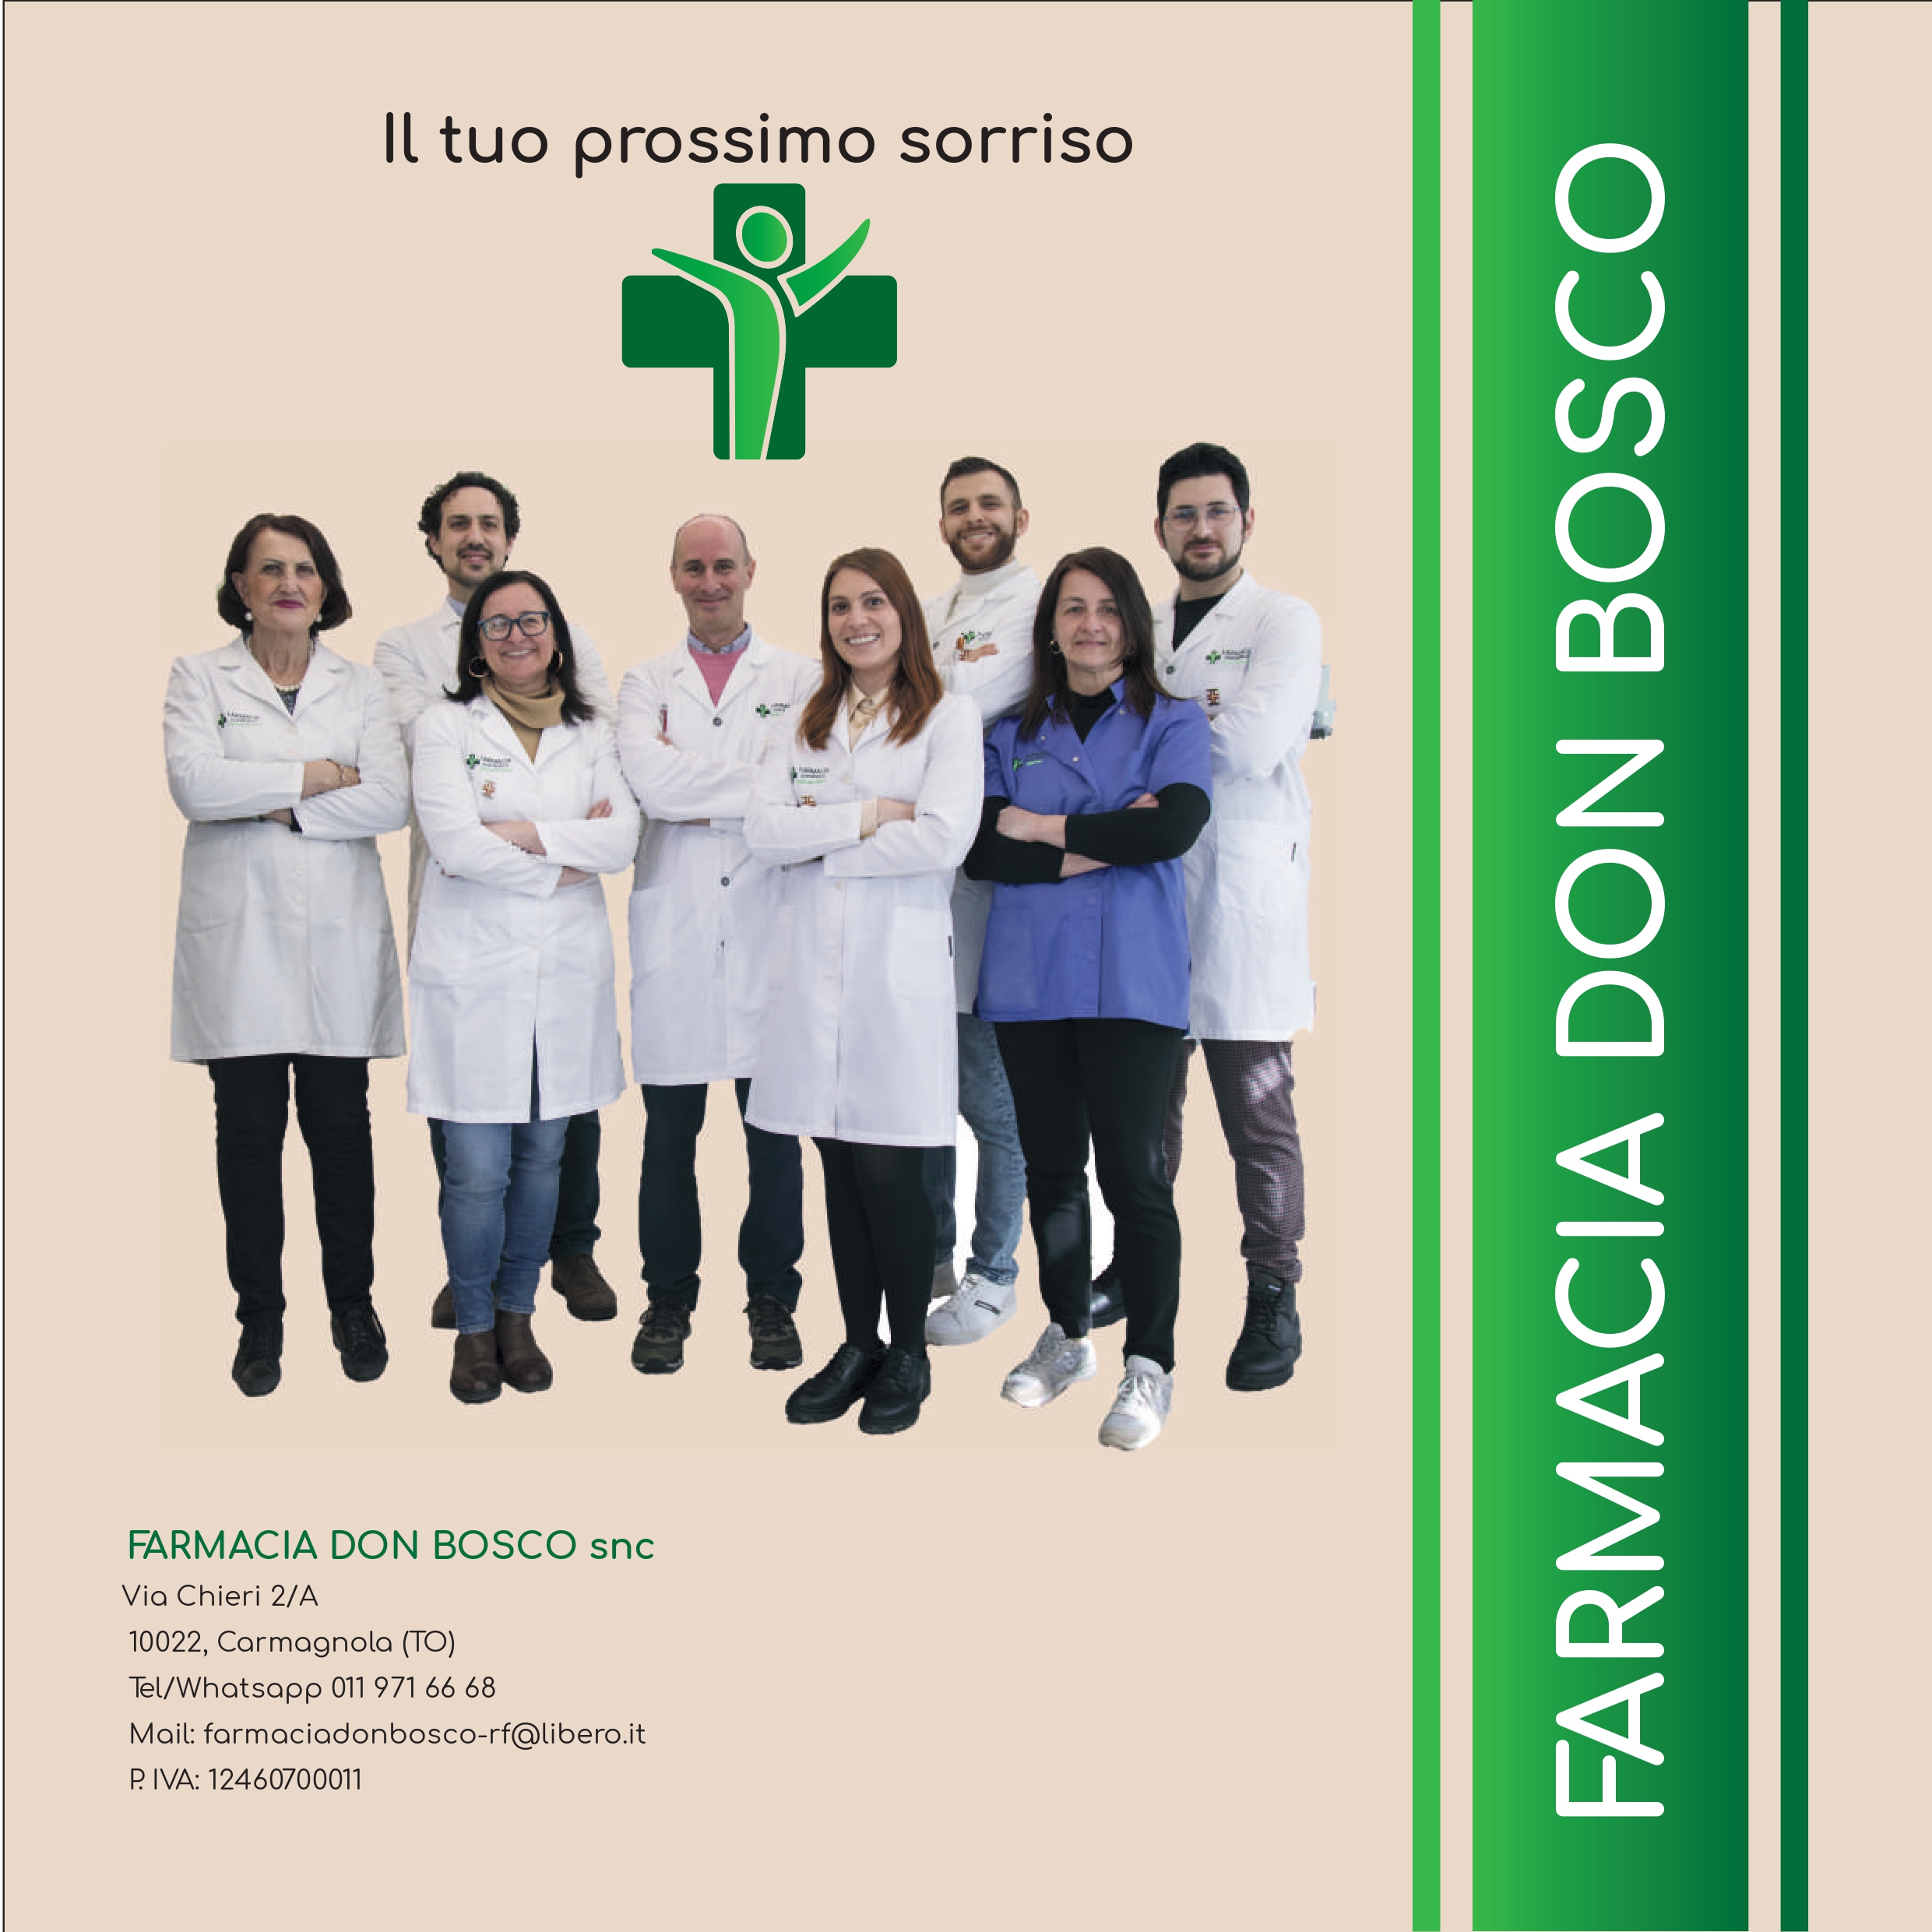 Il tuo prossimo sorriso
FARMACIA DON BOSCO
FARMACIA DON BOSCO snc
Via Chieri 2/A
10022, Carmagnola (TO)
Tel/Whatsapp 011 971 66 68
Mail: farmaciadonbosco-rf@libero.it
P. IVA: 12460700011